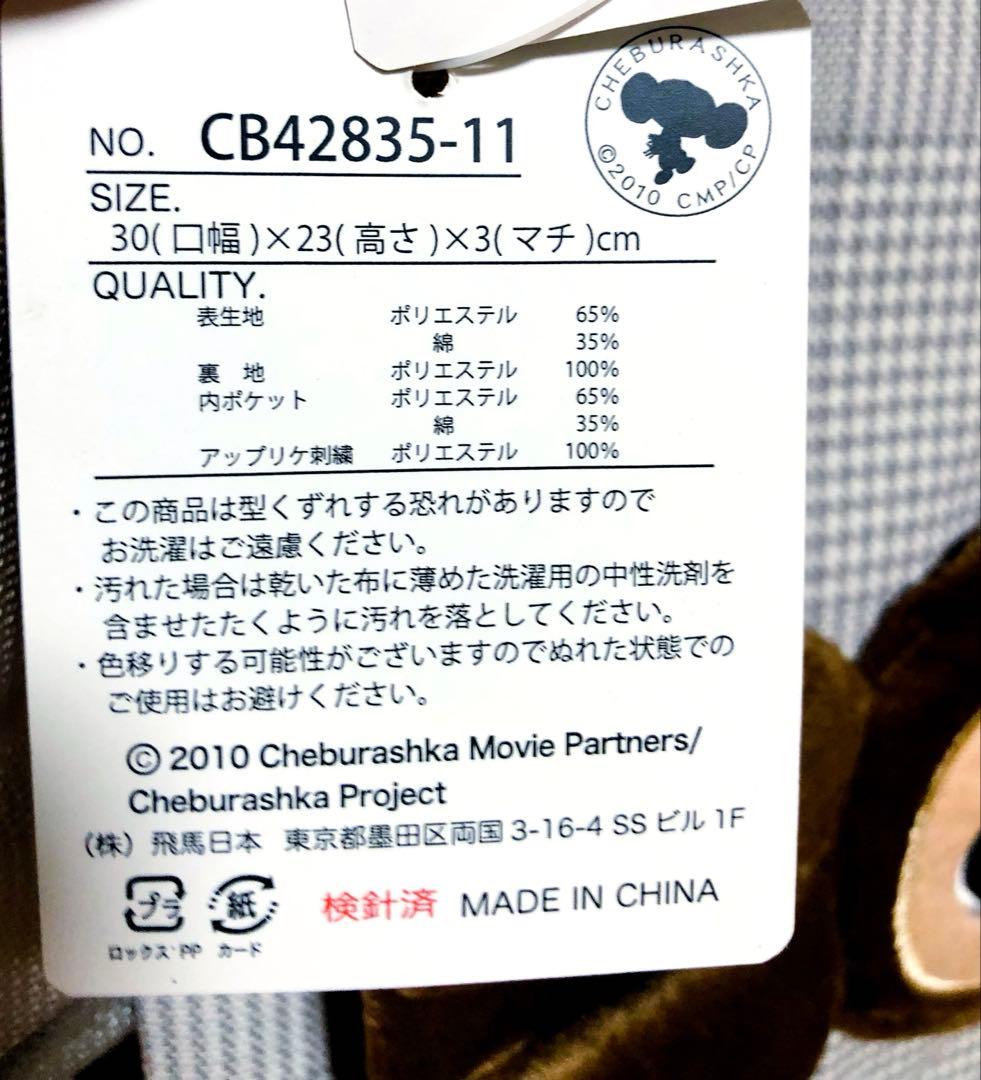 CHEBURASHKA
©2010 CMP/CP
NO. CB42835-11
SIZE.
30(口幅)×23(高さ)×3(マチ)cm
QUALITY.
表生地 ポリエステル 65%
綿 35%
裏 地 ポリエステル 100%
内ポケット ポリエステル 65%
綿 35%
アップリケ刺繍 ポリエステル 100%
・この商品は型くずれする恐れがありますので
お洗濯はご遠慮ください。
・汚れた場合は乾いた布に薄めた洗濯用の中性洗剤を
含ませたたくように汚れを落としてください。
・色移りする可能性がございますのでぬれた状態での
ご使用はお避けください。
© 2010 Cheburashka Movie Partners/
Cheburashka Project
(株) 飛馬日本 東京都墨田区両国 3-16-4 SS ビル 1F
プラ 紙 検針済 MADE IN CHINA
ロックス PP カード